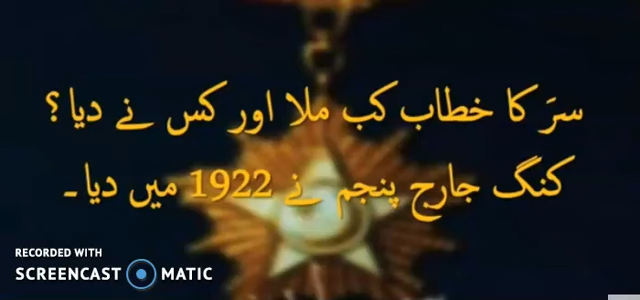 سرَ کا خطاب کب ملا اور کس نے دیا؟
کنگ جارج پنجم نے 1922 میں دیا۔
RECORDED WITH
SCREENCAST MATIC